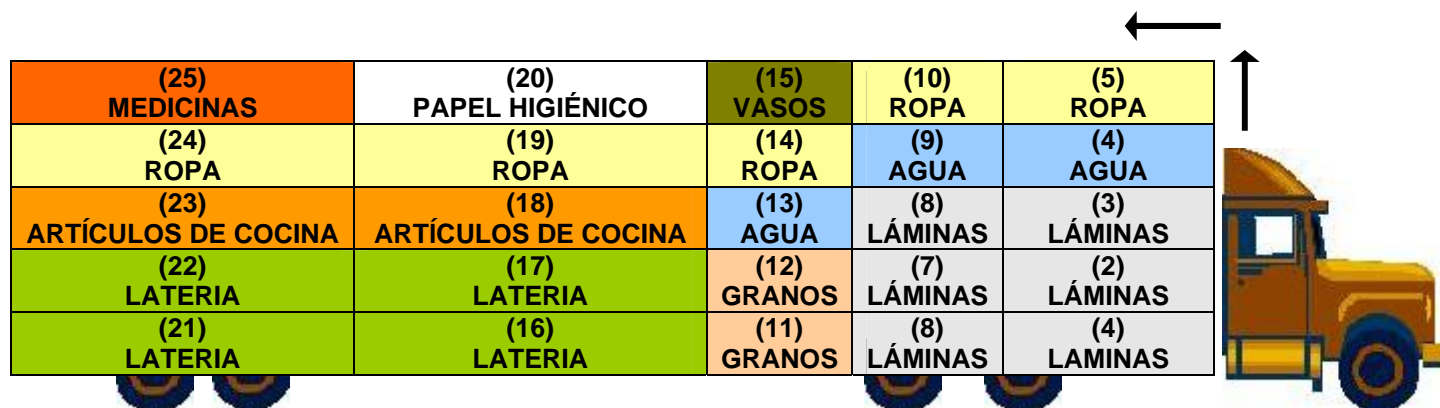 (25) (20) (15) (10) (5)
MEDICINAS PAPEL HIGIÉNICO VASOS ROPA ROPA
(24) (19) (14) (9) (4)
ROPA ROPA ROPA AGUA AGUA
(23) (18) (13) (8) (3)
ARTÍCULOS DE COCINA ARTÍCULOS DE COCINA AGUA LÁMINAS LÁMINAS
(22) (17) (12) (7) (2)
LATERIA LATERIA GRANOS LÁMINAS LÁMINAS
(21) (16) (11) (8) (4)
LATERIA LATERIA GRANOS LÁMINAS LAMINAS